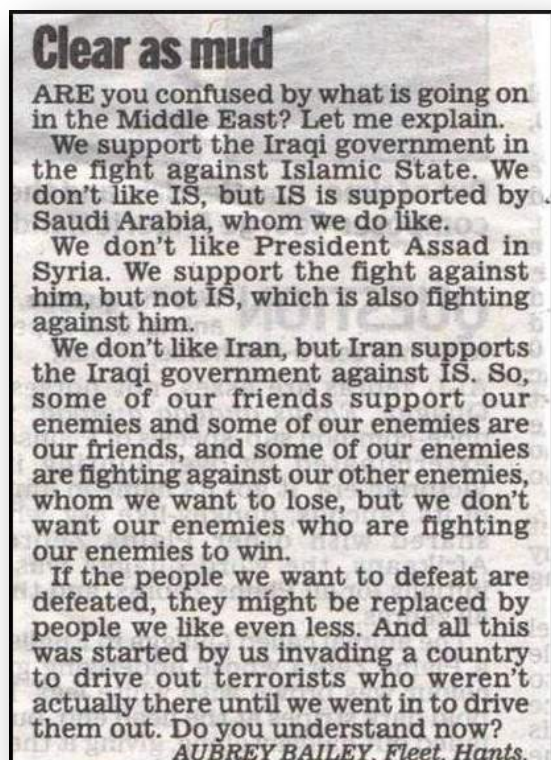 Clear as mud
ARE you confused by what is going on
in the Middle East? Let me explain.
We support the Iraqi government in
the fight against Islamic State. We
don't like IS, but IS is supported by
Saudi Arabia, whom we do like.
We don't like President Assad in
Syria. We support the fight against
him, but not IS, which is also fighting
against him.
We don't like Iran, but Iran supports
the Iraqi government against IS. So,
some of our friends support our
enemies and some of our enemies are
our friends, and some of our enemies
are fighting against our other enemies,
whom we want to lose, but we don't
want our enemies who are fighting
our enemies to win.
If the people we want to defeat are
defeated, they might be replaced by
people we like even less. And all this
was started by us invading a country
to drive out terrorists who weren't
actually there until we went in to drive
them out. Do you understand now?
AUBREY BAILEY, Fleet, Hants.